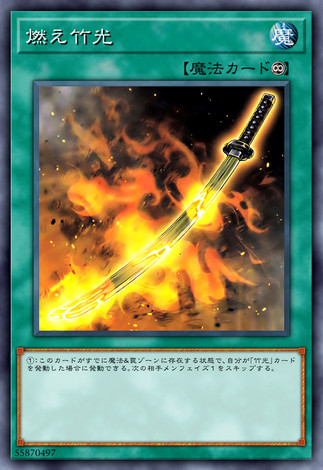 燃え竹光
魔
【魔法カード♾】
①:このカードがすでに魔法&罠ゾーンに存在する状態で、自分が「竹光」カード
を発動した場合に発動できる。次の相手メインフェイズ1をスキップする。
55870497